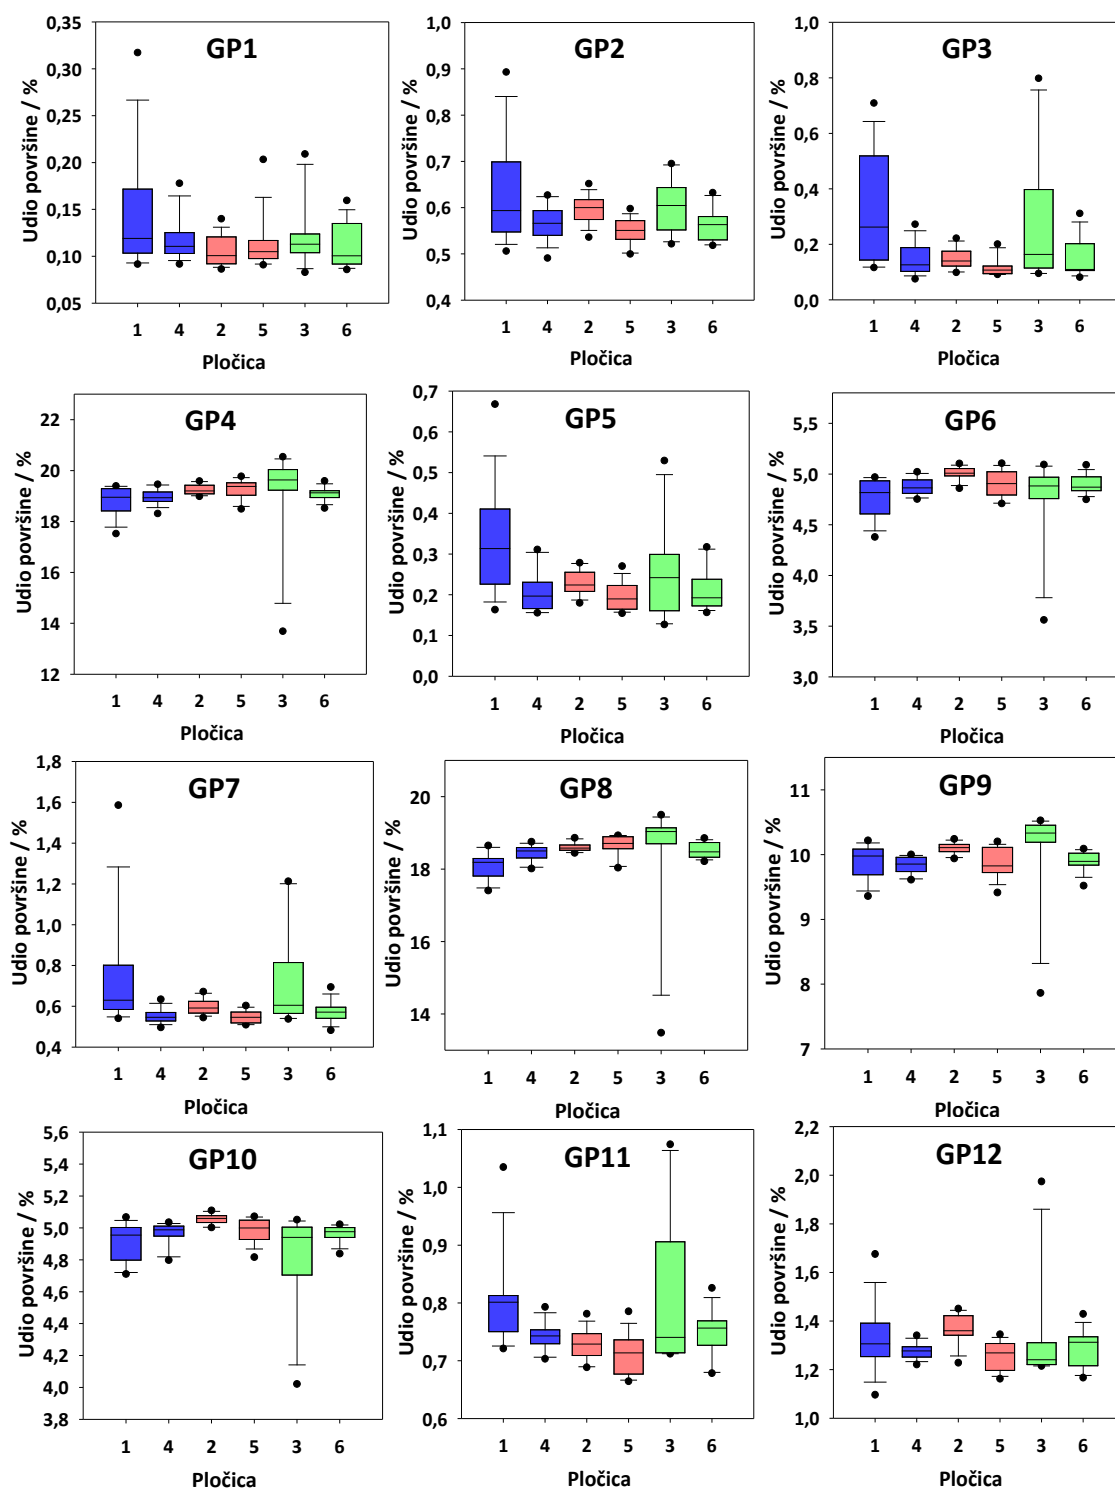 GP1
Udio površine / %
0,35
0,30
0,25
0,20
0,15
0,10
0,05
1 4 2 5 3 6
Pločica
GP2
Udio površine / %
1,0
0,9
0,8
0,7
0,6
0,5
0,4
1 4 2 5 3 6
Pločica
GP3
Udio površine / %
1,0
0,8
0,6
0,4
0,2
0,0
1 4 2 5 3 6
Pločica
GP4
Udio površine / %
22
20
18
16
14
12
1 4 2 5 3 6
Pločica
GP5
Udio površine / %
0,7
0,6
0,5
0,4
0,3
0,2
0,1
0,0
1 4 2 5 3 6
Pločica
GP6
Udio površine / %
5,5
5,0
4,5
4,0
3,5
3,0
1 4 2 5 3 6
Pločica
GP7
Udio površine / %
1,8
1,6
1,4
1,2
1,0
0,8
0,6
0,4
1 4 2 5 3 6
Pločica
GP8
Udio površine / %
20
18
16
14
1 4 2 5 3 6
Pločica
GP9
Udio površine / %
11
10
9
8
7
1 4 2 5 3 6
Pločica
GP10
Udio površine / %
5,6
5,4
5,2
5,0
4,8
4,6
4,4
4,2
4,0
3,8
1 4 2 5 3 6
Pločica
GP11
Udio površine / %
1,1
1,0
0,9
0,8
0,7
0,6
1 4 2 5 3 6
Pločica
GP12
Udio površine / %
2,2
2,0
1,8
1,6
1,4
1,2
1,0
1 4 2 5 3 6
Pločica